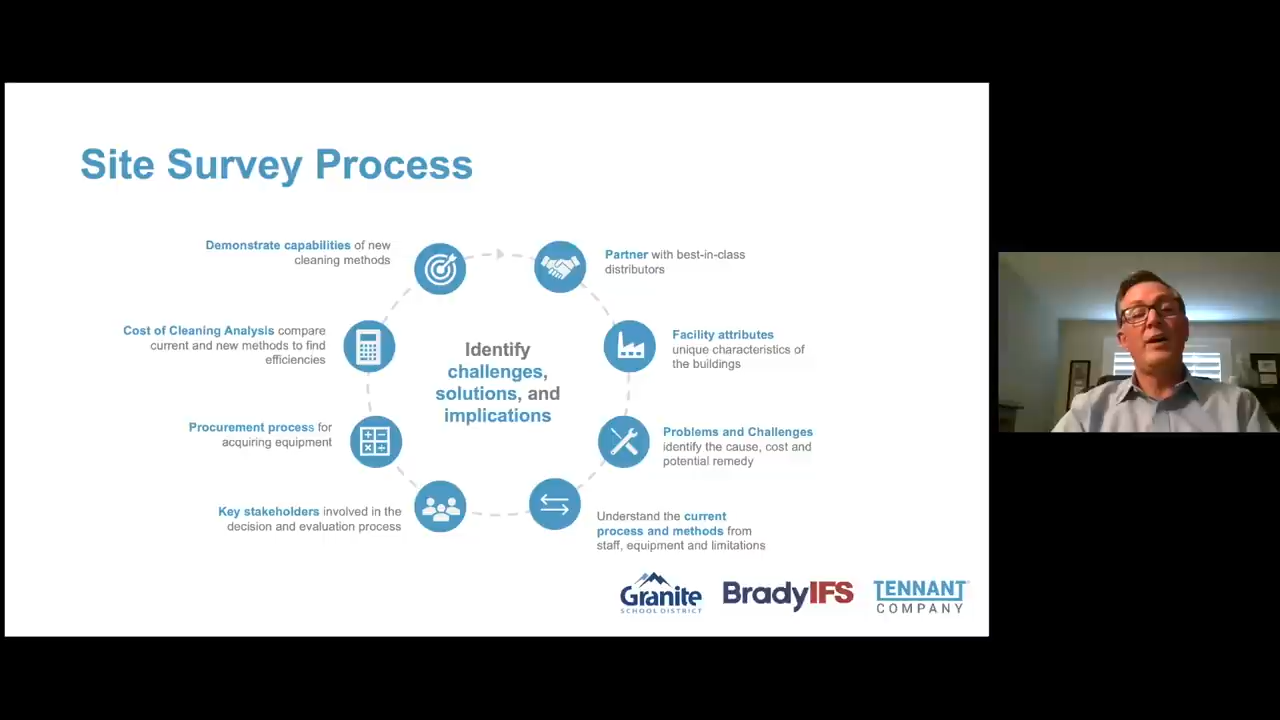 Site Survey Process
Demonstrate capabilities of new
cleaning methods
Partner with best-in-class
distributors
Cost of Cleaning Analysis compare
current and new methods to find
efficiencies
Facility attributes
unique characteristics of
the buildings
Identify
challenges,
solutions, and
implications
Procurement process for
acquiring equipment
Problems and Challenges
identify the cause, cost and
potential remedy
Key stakeholders involved in the
decision and evaluation process
Understand the current
process and methods from
staff, equipment and limitations
Granite
SCHOOL DISTRICT
BradyIFS
TENNANT
COMPANY